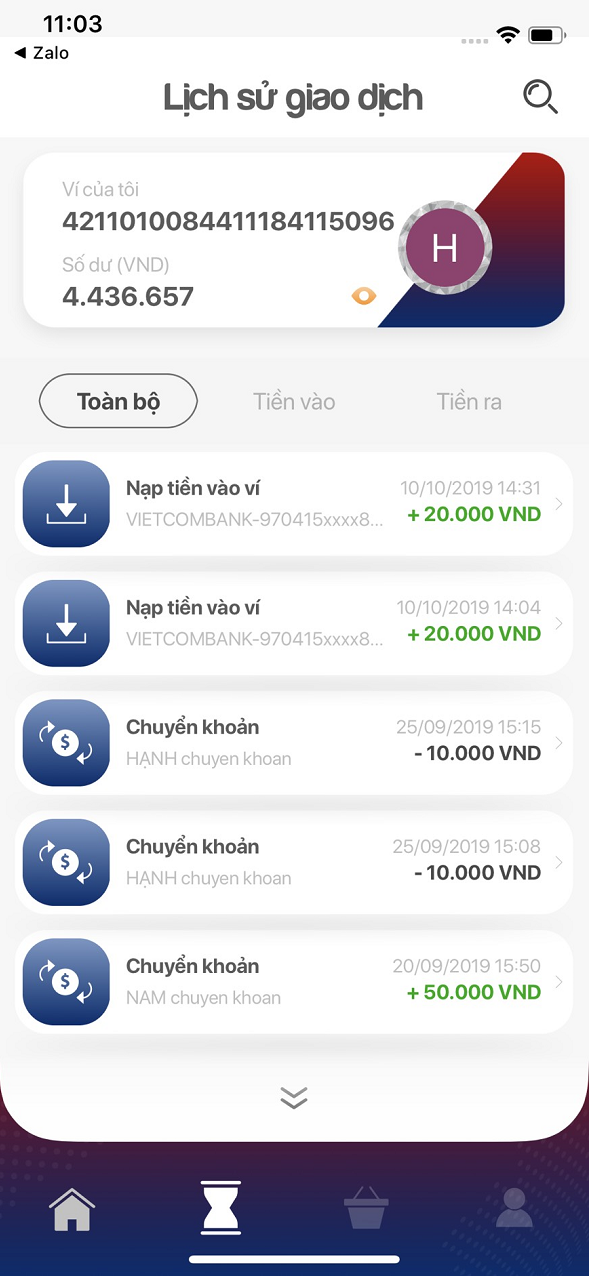 11:03
◀ Zalo
Lịch sử giao dịch
Ví của tôi
4211010084411184115096
Số dư (VND)
4.436.657
H
Toàn bộ Tiền vào Tiền ra
Nạp tiền vào ví 10/10/2019 14:31
VIETCOMBANK-970415xxxx8... + 20.000 VND
Nạp tiền vào ví 10/10/2019 14:04
VIETCOMBANK-970415xxxx8... + 20.000 VND
Chuyển khoản 25/09/2019 15:15
HẠNH chuyen khoan - 10.000 VND
Chuyển khoản 25/09/2019 15:08
HẠNH chuyen khoan - 10.000 VND
Chuyển khoản 20/09/2019 15:50
NAM chuyen khoan + 50.000 VND